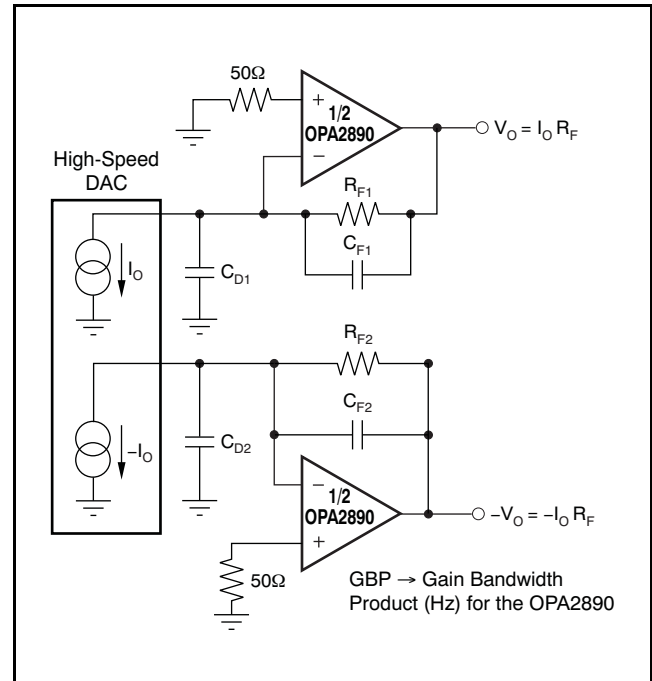 50Ω
+
1/2
OPA2890
−
V_O = I_O R_F
High-Speed
DAC
R_F1
C_F1
I_O
C_D1
R_F2
C_F2
−I_O
C_D2
−
1/2
OPA2890
+
−V_O = −I_O R_F
50Ω
GBP → Gain Bandwidth
Product (Hz) for the OPA2890